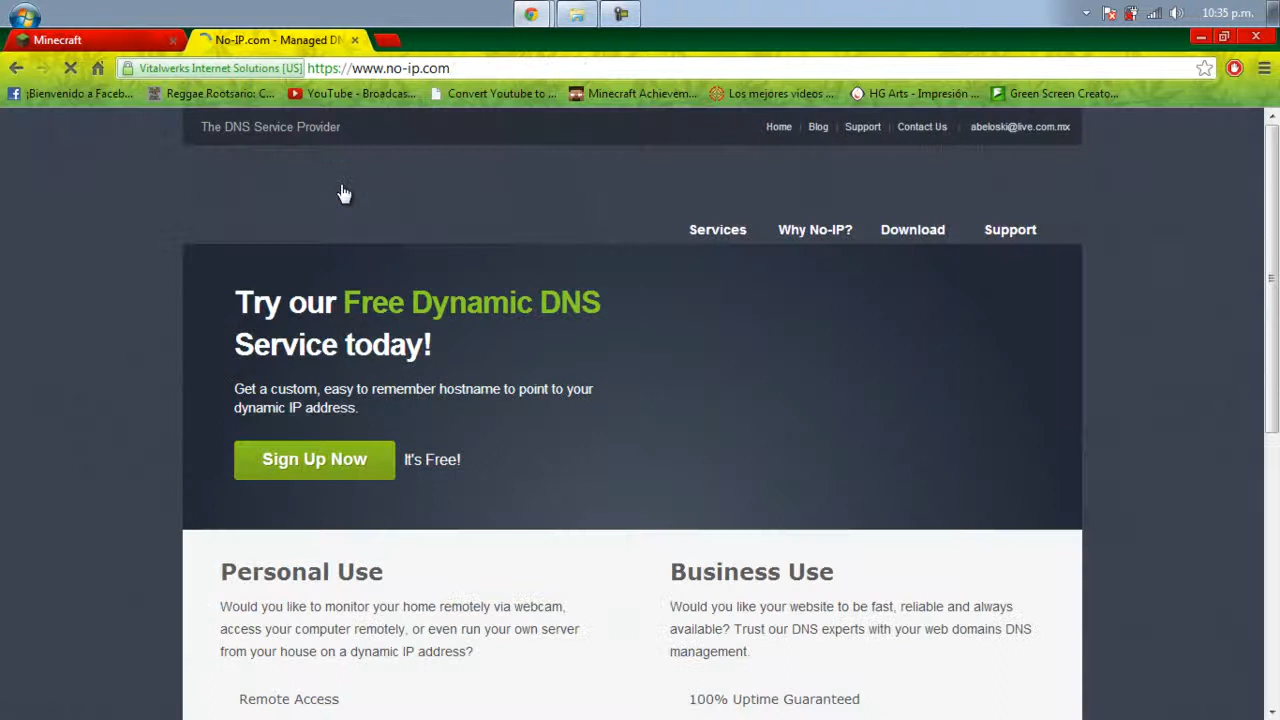 10:35 p.m.
Minecraft
No-IP.com - Managed DN
Vitalwerks Internet Solutions [US]
https://www.no-ip.com
¡Bienvenido a Faceb...
Reggae Rootsario: C...
YouTube - Broadcas...
Convert Youtube to ...
Minecraft Achievem...
Los mejores vídeos ...
HG Arts - Impresión ...
Green Screen Creato...
The DNS Service Provider
Home
Blog
Support
Contact Us
abeloski@live.com.mx
Services
Why No-IP?
Download
Support
Try our Free Dynamic DNS
Service today!
Get a custom, easy to remember hostname to point to your
dynamic IP address.
Sign Up Now
It's Free!
Personal Use
Would you like to monitor your home remotely via webcam,
access your computer remotely, or even run your own server
from your house on a dynamic IP address?
Remote Access
Business Use
Would you like your website to be fast, reliable and always
available? Trust our DNS experts with your web domains DNS
management.
100% Uptime Guaranteed